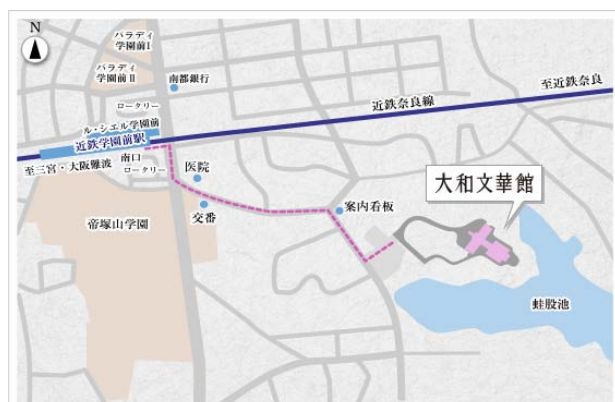 N
パラディ
学園前Ⅰ
パラディ
学園前Ⅱ
南都銀行
ロータリー
ル・シエル学園前
近鉄学園前駅
近鉄奈良線
至近鉄奈良
至三宮・大阪難波
南口
ロータリー
医院
交番
案内看板
大和文華館
帝塚山学園
蛙股池